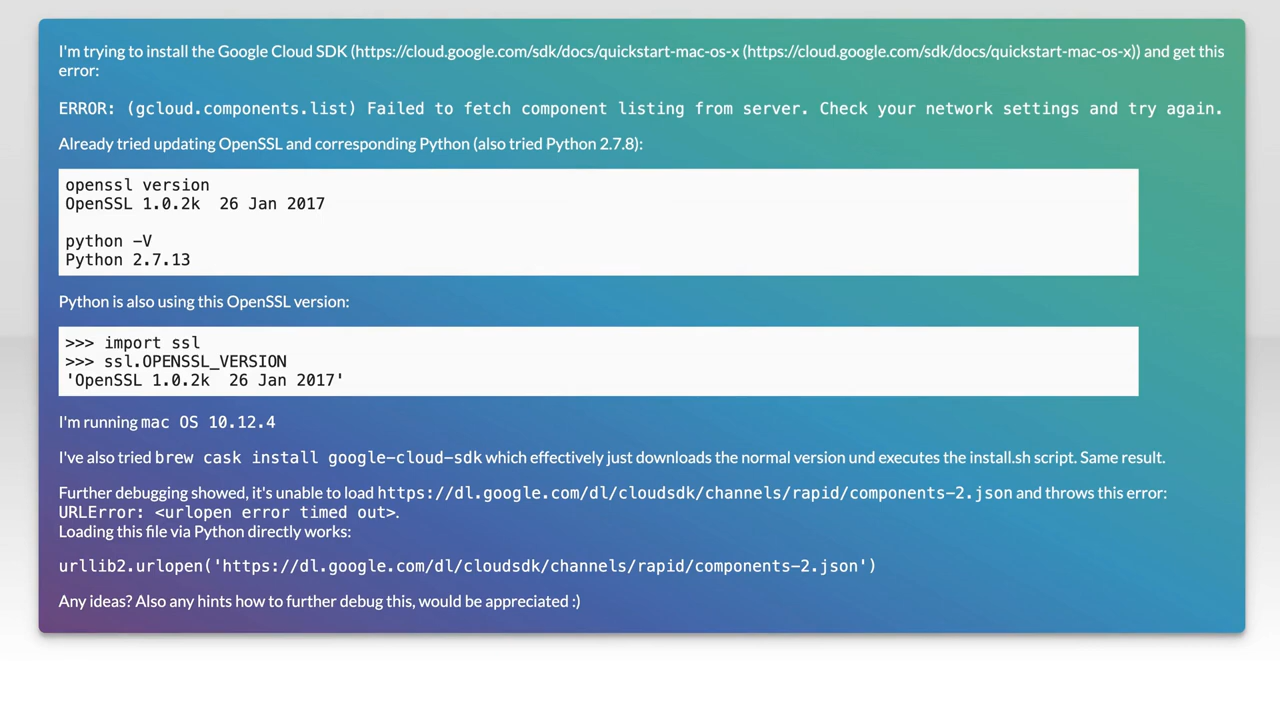 I'm trying to install the Google Cloud SDK (https://cloud.google.com/sdk/docs/quickstart-mac-os-x (https://cloud.google.com/sdk/docs/quickstart-mac-os-x)) and get this
error:
ERROR: (gcloud.components.list) Failed to fetch component listing from server. Check your network settings and try again.
Already tried updating OpenSSL and corresponding Python (also tried Python 2.7.8):
openssl version
OpenSSL 1.0.2k  26 Jan 2017
python -V
Python 2.7.13
Python is also using this OpenSSL version:
>>> import ssl
>>> ssl.OPENSSL_VERSION
'OpenSSL 1.0.2k  26 Jan 2017'
I'm running mac OS 10.12.4
I've also tried brew cask install google-cloud-sdk which effectively just downloads the normal version und executes the install.sh script. Same result.
Further debugging showed, it's unable to load https://dl.google.com/dl/cloudsdk/channels/rapid/components-2.json and throws this error:
URLError: <urlopen error timed out>.
Loading this file via Python directly works:
urllib2.urlopen('https://dl.google.com/dl/cloudsdk/channels/rapid/components-2.json')
Any ideas? Also any hints how to further debug this, would be appreciated :)